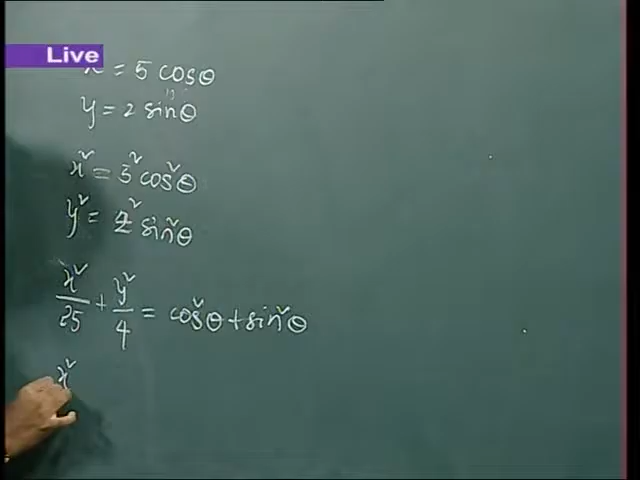 Live
x = 5 cosθ
y = 2 sinθ
x² = 5² cos²θ
y² = 2² sin²θ
x²/25 + y²/4 = cos²θ + sin²θ
x²